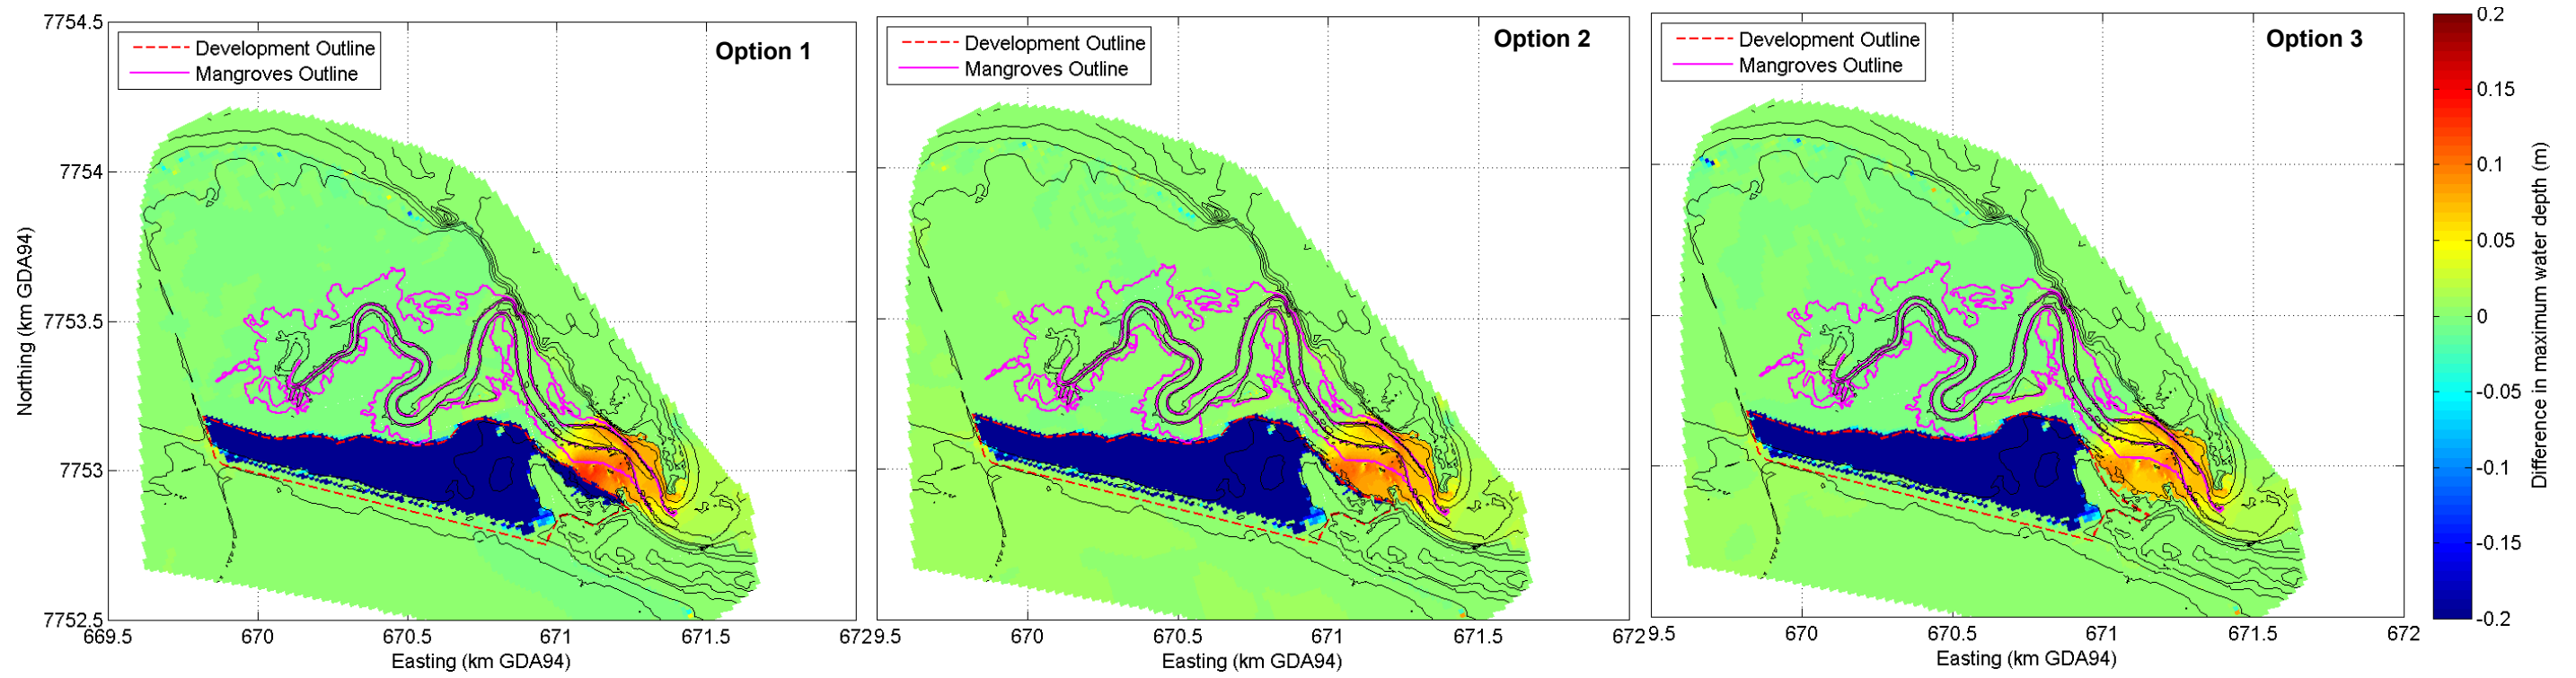 Option 1
Development Outline
Mangroves Outline
7754.5
7754
7753.5
7753
7752.5
Northing (km GDA94)
669.5
670
670.5
671
671.5
Easting (km GDA94)
Option 2
Development Outline
Mangroves Outline
6729.5
670
670.5
671
671.5
Easting (km GDA94)
Option 3
Development Outline
Mangroves Outline
6729.5
670
670.5
671
671.5
672
Easting (km GDA94)
0.2
0.15
0.1
0.05
0
-0.05
-0.1
-0.15
-0.2
Difference in maximum water depth (m)